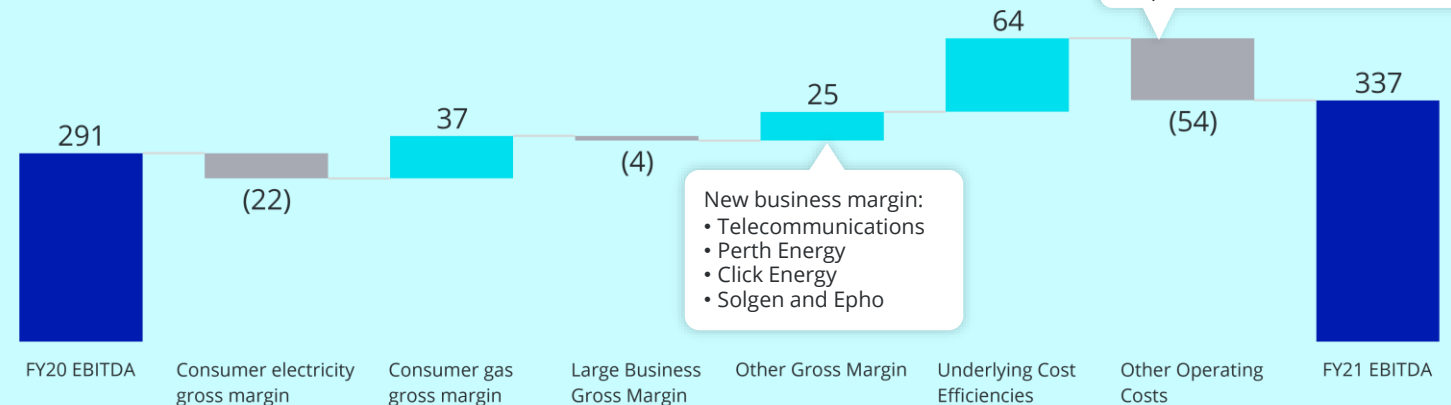 64
337
25
37
291
(54)
(4)
(22)
New business margin:
• Telecommunications
• Perth Energy
• Click Energy
• Solgen and Epho
FY20 EBITDA
Consumer electricity
gross margin
Consumer gas
gross margin
Large Business
Gross Margin
Other Gross Margin
Underlying Cost
Efficiencies
Other Operating
Costs
FY21 EBITDA